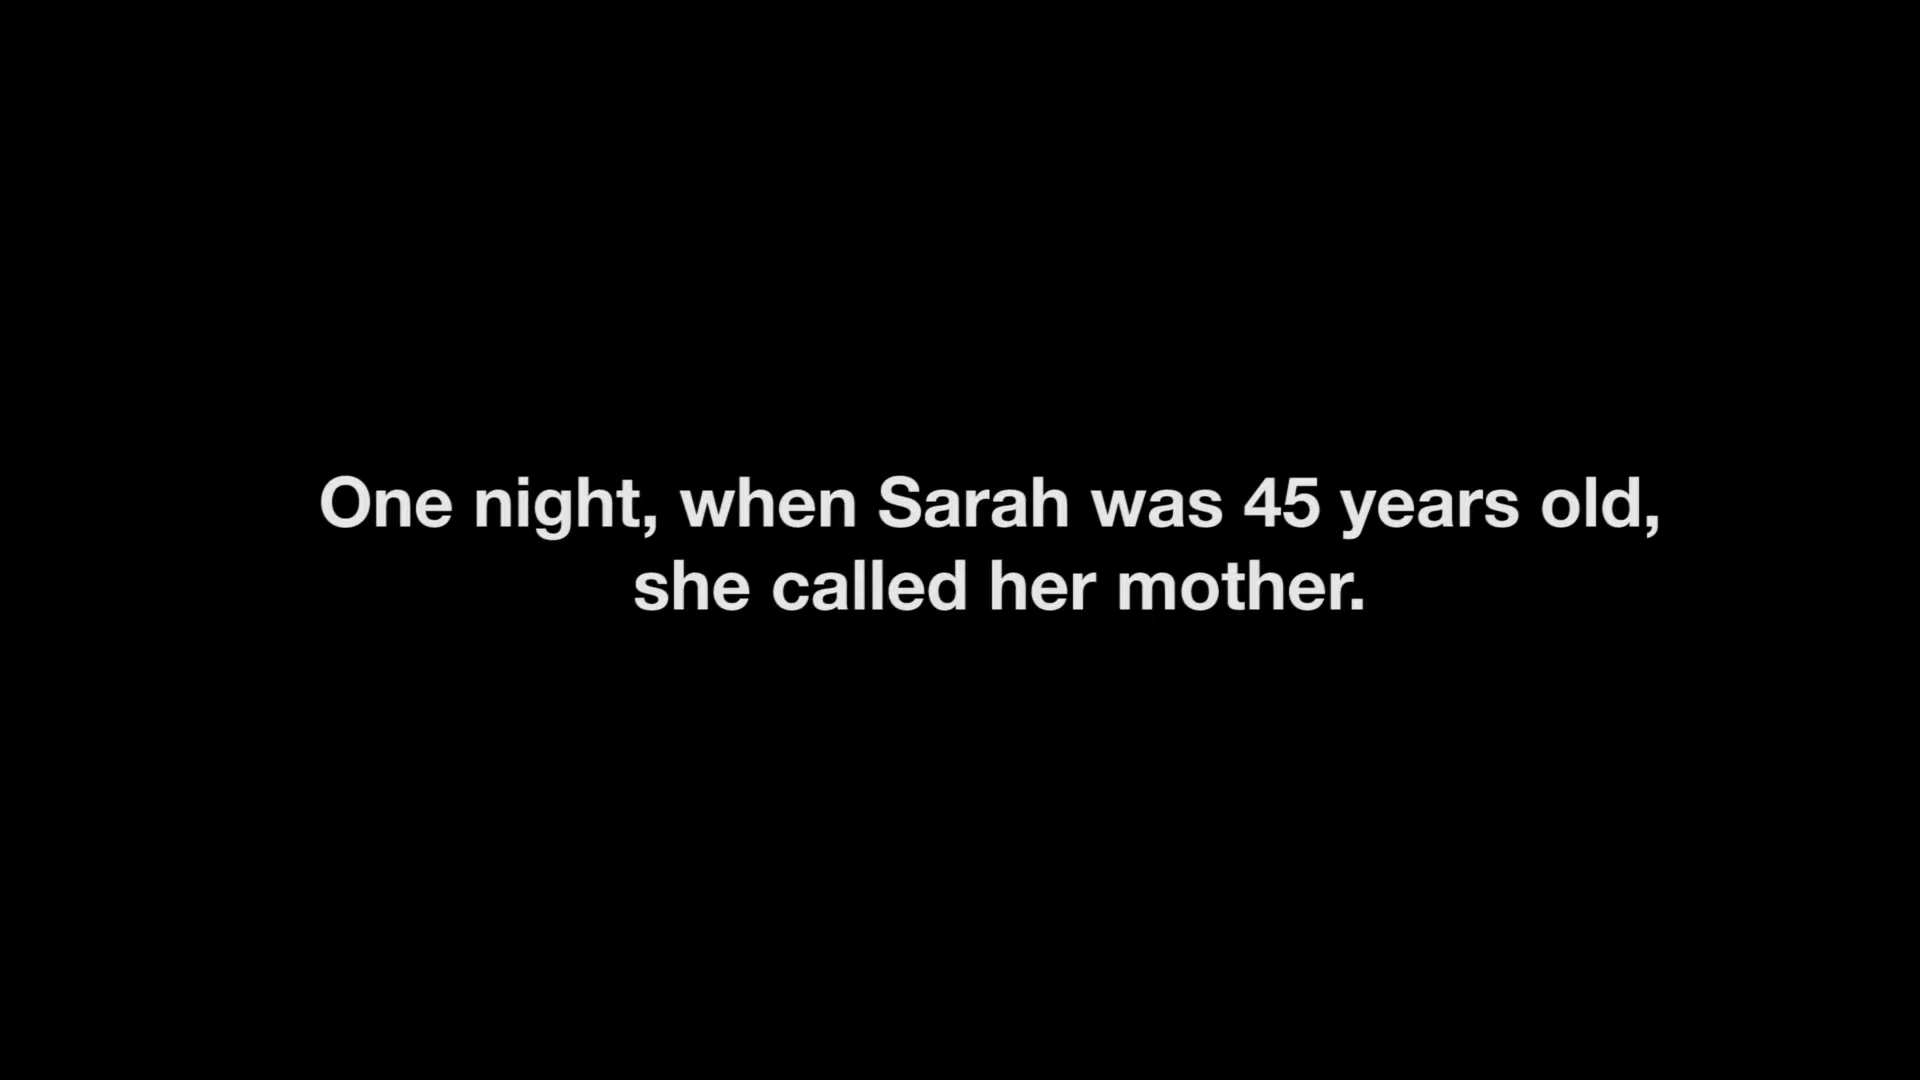 One night, when Sarah was 45 years old,
she called her mother.